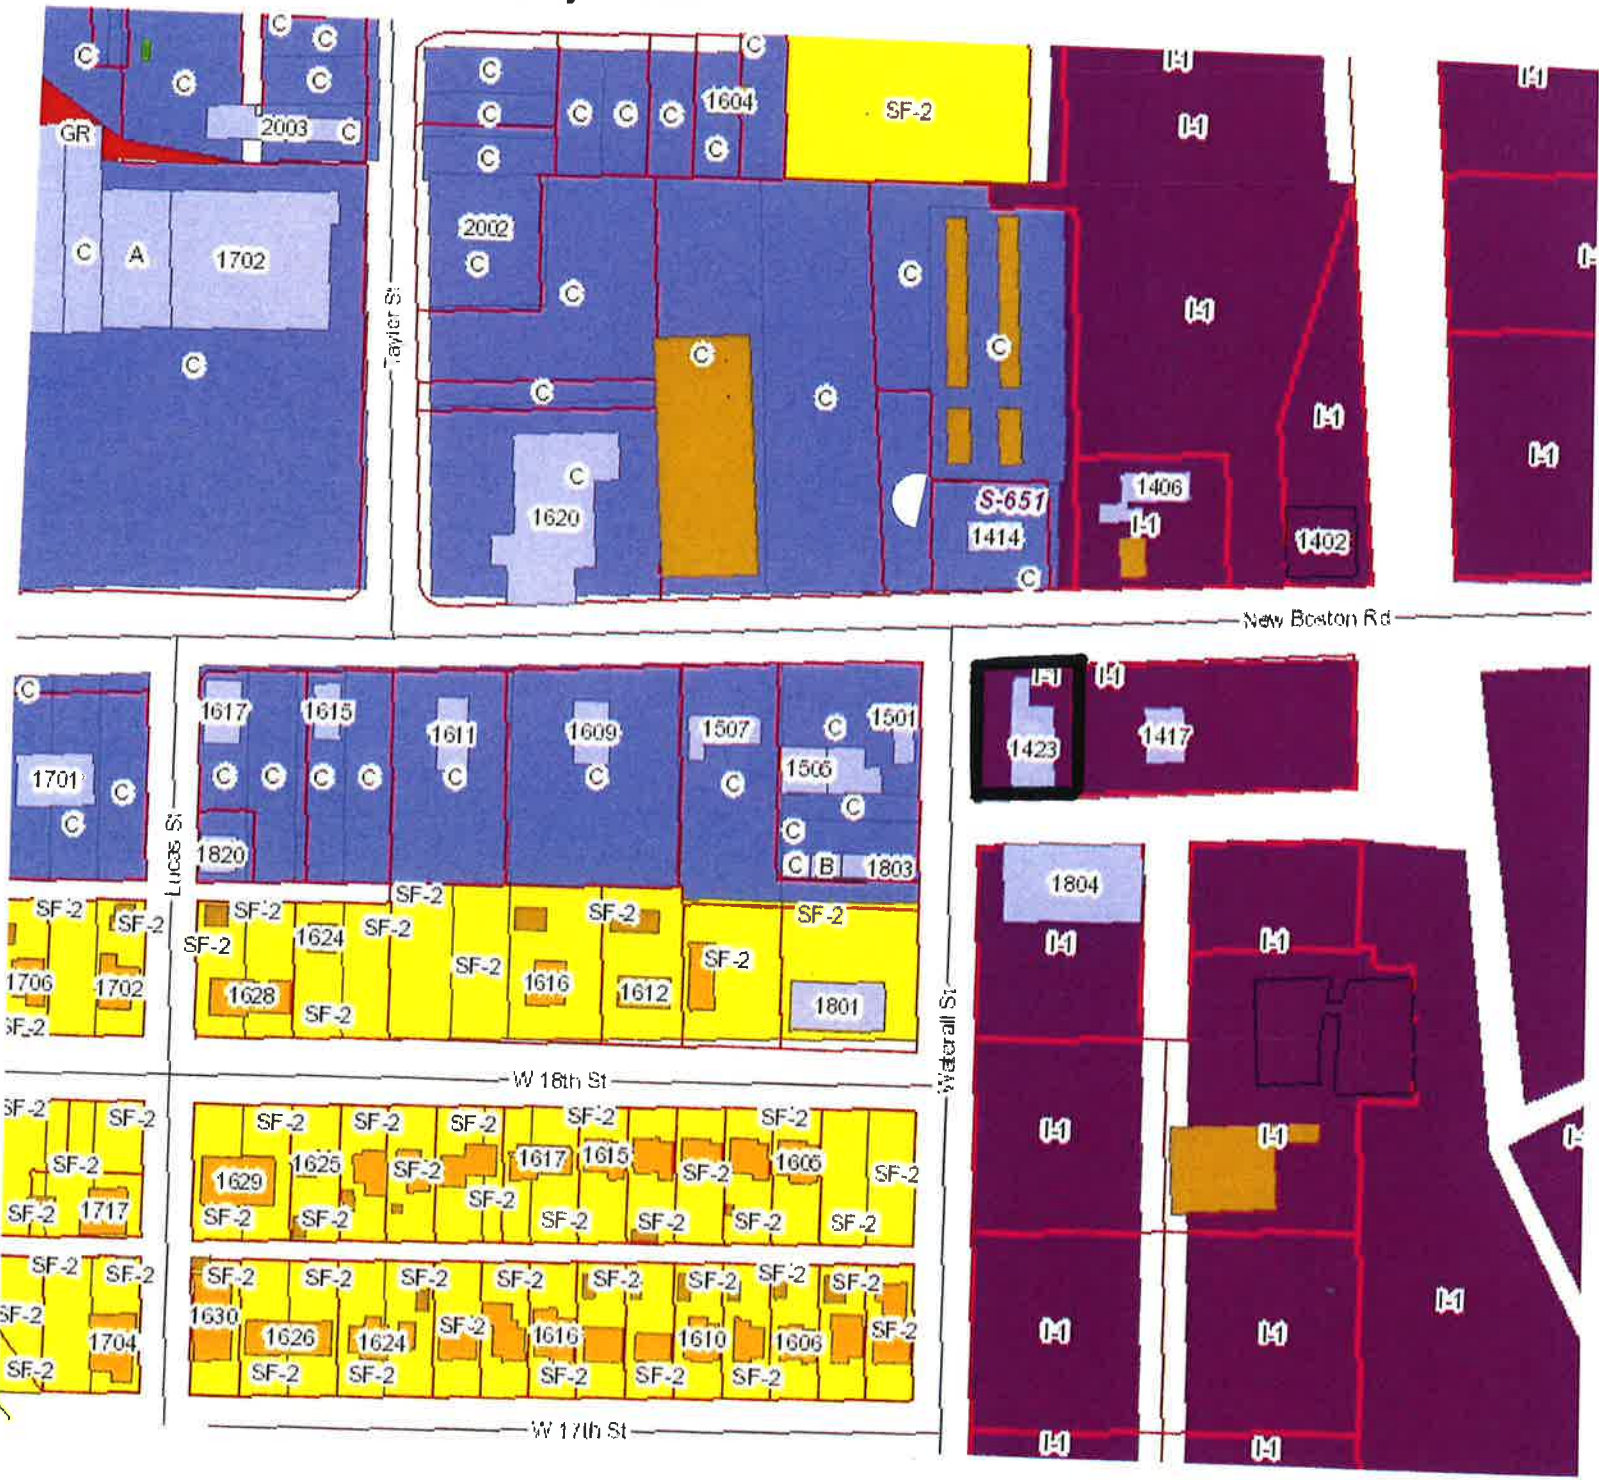 C
C
C
C
C
C
GR
2003
C
C
A
1702
C
Taylor St
C
C
C
C
C
C
1604
C
C
SF-2
2002
C
C
C
C
C
C
C
C
1620
S-651
1414
C
I-1
I-1
I-1
I-1
1406
I-1
1402
I-1
I-1
I-1
New Boston Rd
C
1701
C
C
Lucas St
1617
1615
1611
1609
1507
C
1501
1505
C
C
C
C
C
C
C
C
C
1820
C
B
1803
I-1
I-1
1423
1417
1804
I-1
I-1
SF-2
SF-2
SF-2
SF-2
SF-2
SF-2
SF-2
SF-2
1624
SF-2
SF-2
1706
1702
1628
1616
1612
1801
SF-2
SF-2
W 18th St
SF-2
SF-2
SF-2
SF-2
SF-2
SF-2
SF-2
SF-2
1629
1625
SF-2
1617
1615
SF-2
1605
SF-2
SF-2
1717
SF-2
SF-2
SF-2
SF-2
SF-2
SF-2
SF-2
I-1
I-1
SF-2
SF-2
SF-2
SF-2
SF-2
SF-2
SF-2
SF-2
SF-2
SF-2
SF-2
1704
1630
1626
1624
SF-2
1616
1610
1606
SF-2
SF-2
SF-2
SF-2
SF-2
SF-2
I-1
I-1
I-1
W 17th St
I-1
I-1